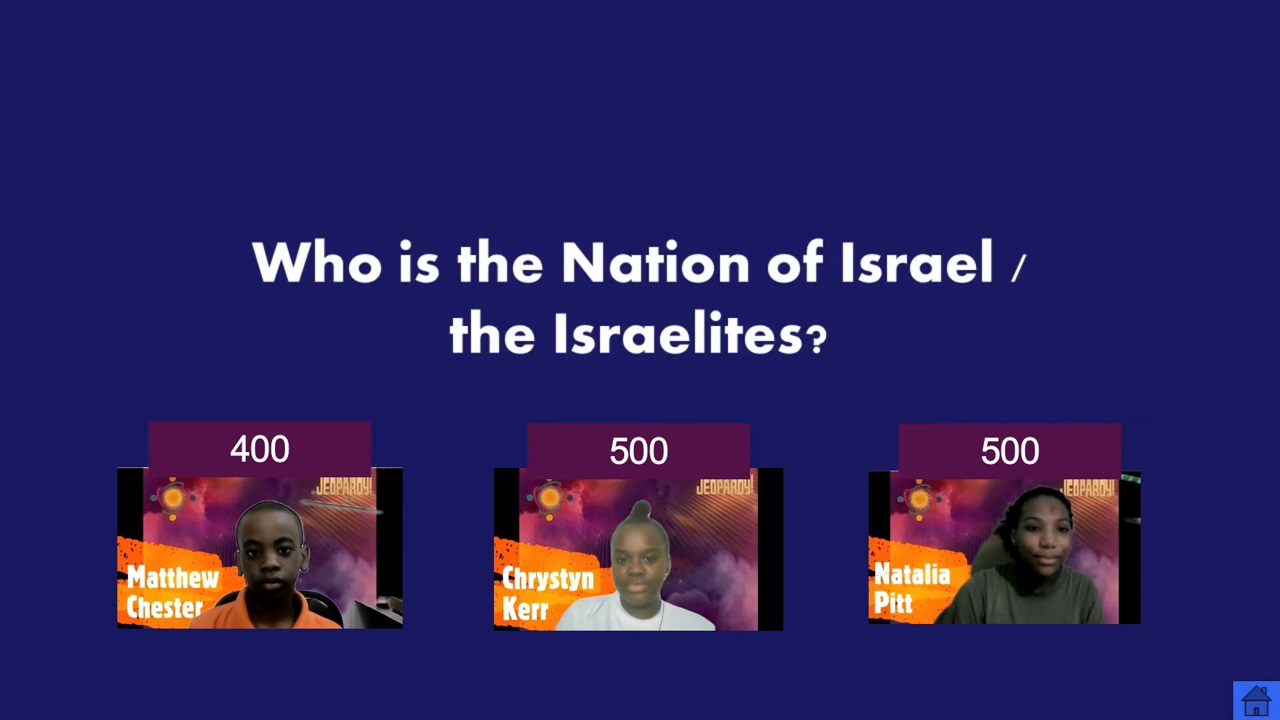 Who is the Nation of Israel /
the Israelites?
400
500
500
JEOPARDY!
JEOPARDY!
JEOPARDY!
Matthew
Chester
Chrystyn
Kerr
Natalia
Pitt